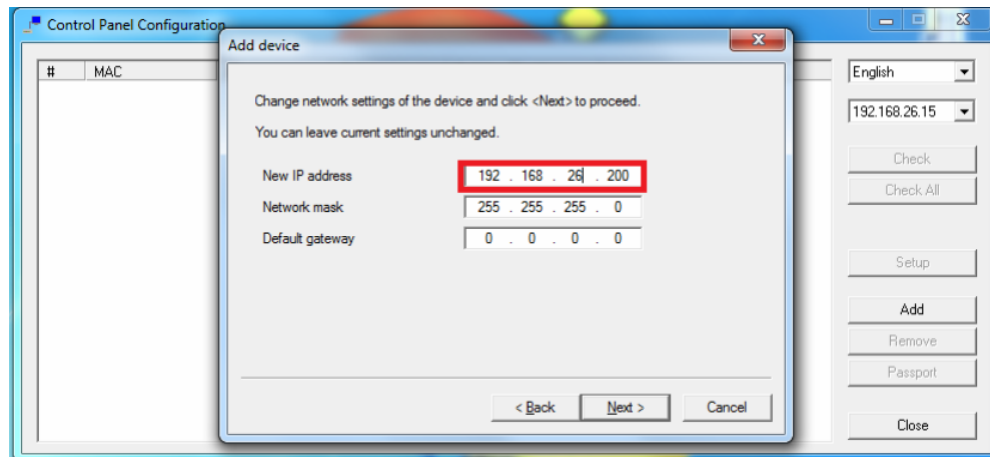 Control Panel Configuration
Add device
# MAC
English
Change network settings of the device and click <Next> to proceed.
192.168.26.15
You can leave current settings unchanged.
Check
New IP address 192 . 168 . 26 . 200
Check All
Network mask 255 . 255 . 255 . 0
Default gateway 0 . 0 . 0 . 0
Setup
Add
Remove
Passport
< Back Next > Cancel
Close